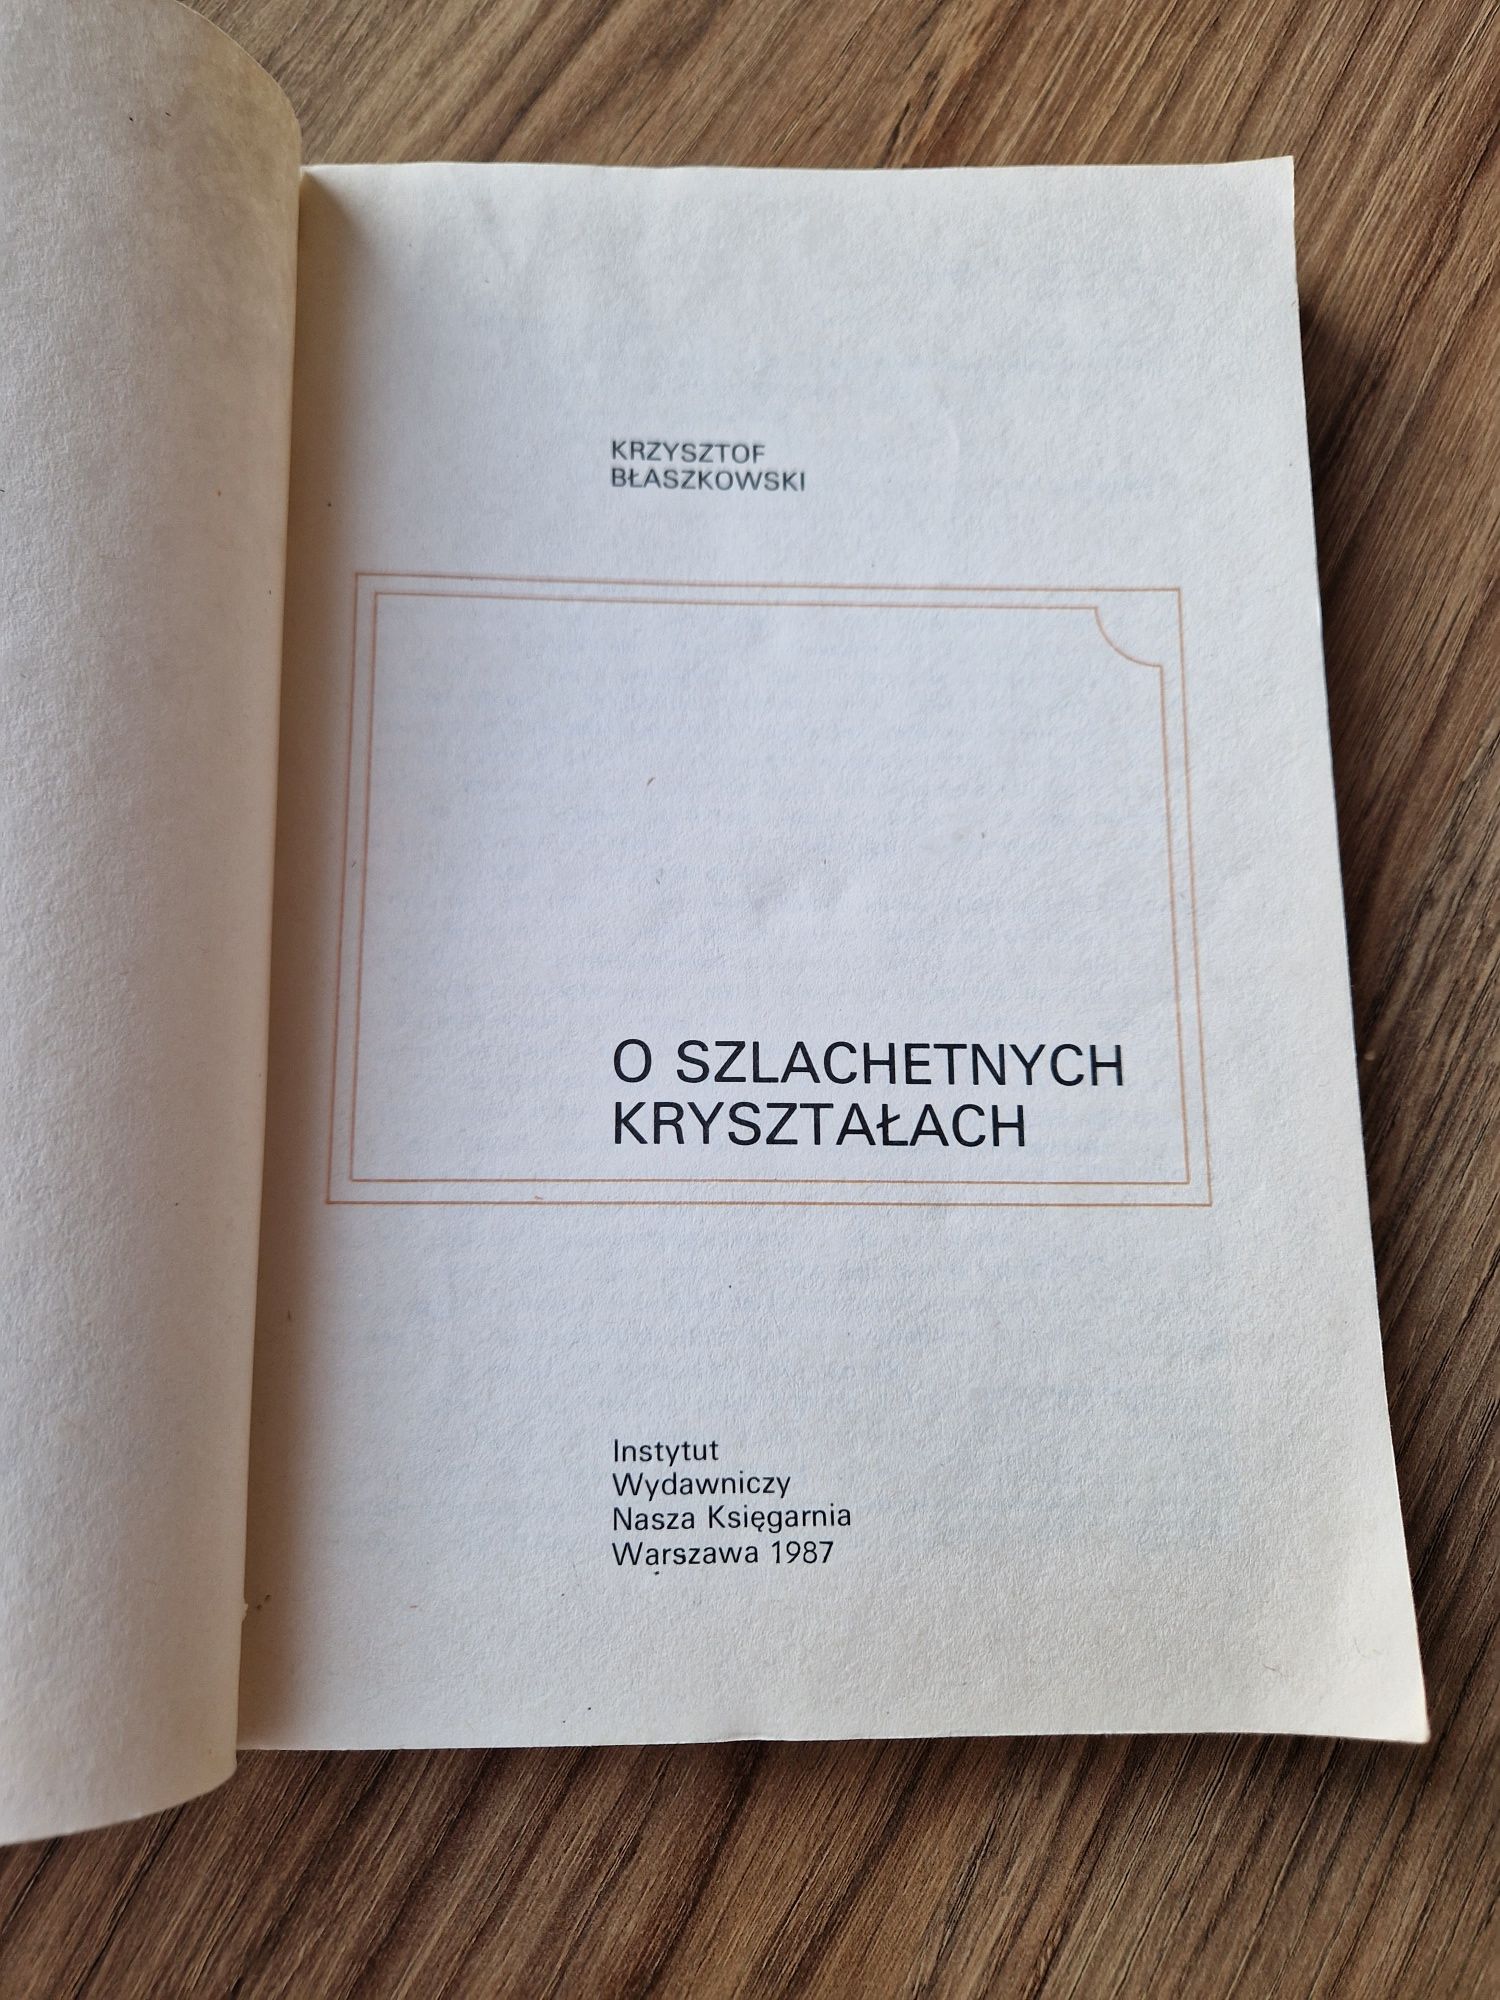 KRZYSZTOF
BŁASZKOWSKI
O SZLACHETNYCH
KRYSZTAŁACH
Instytut
Wydawniczy
Nasza Księgarnia
Warszawa 1987